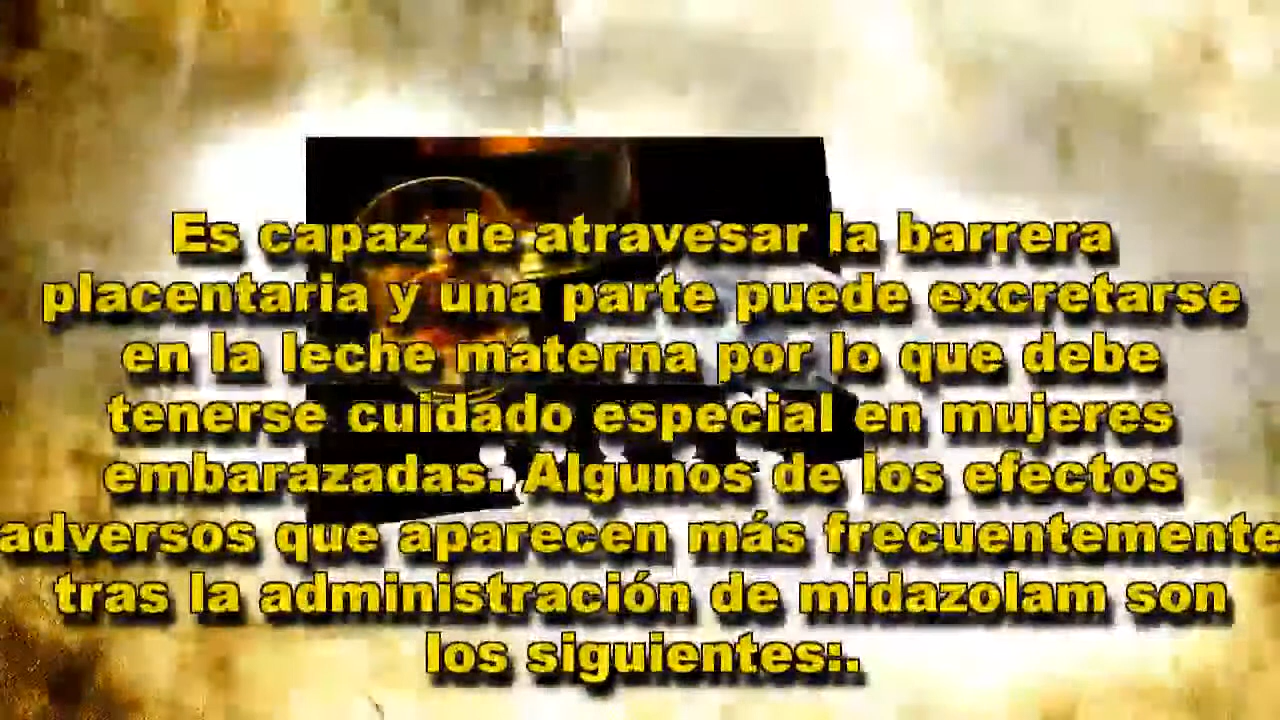 Es capaz de atravesar la barrera
placentaria y una parte puede excretarse
en la leche materna por lo que debe
tenerse cuidado especial en mujeres
embarazadas. Algunos de los efectos
adversos que aparecen más frecuentemente
tras la administración de midazolam son
los siguientes:.